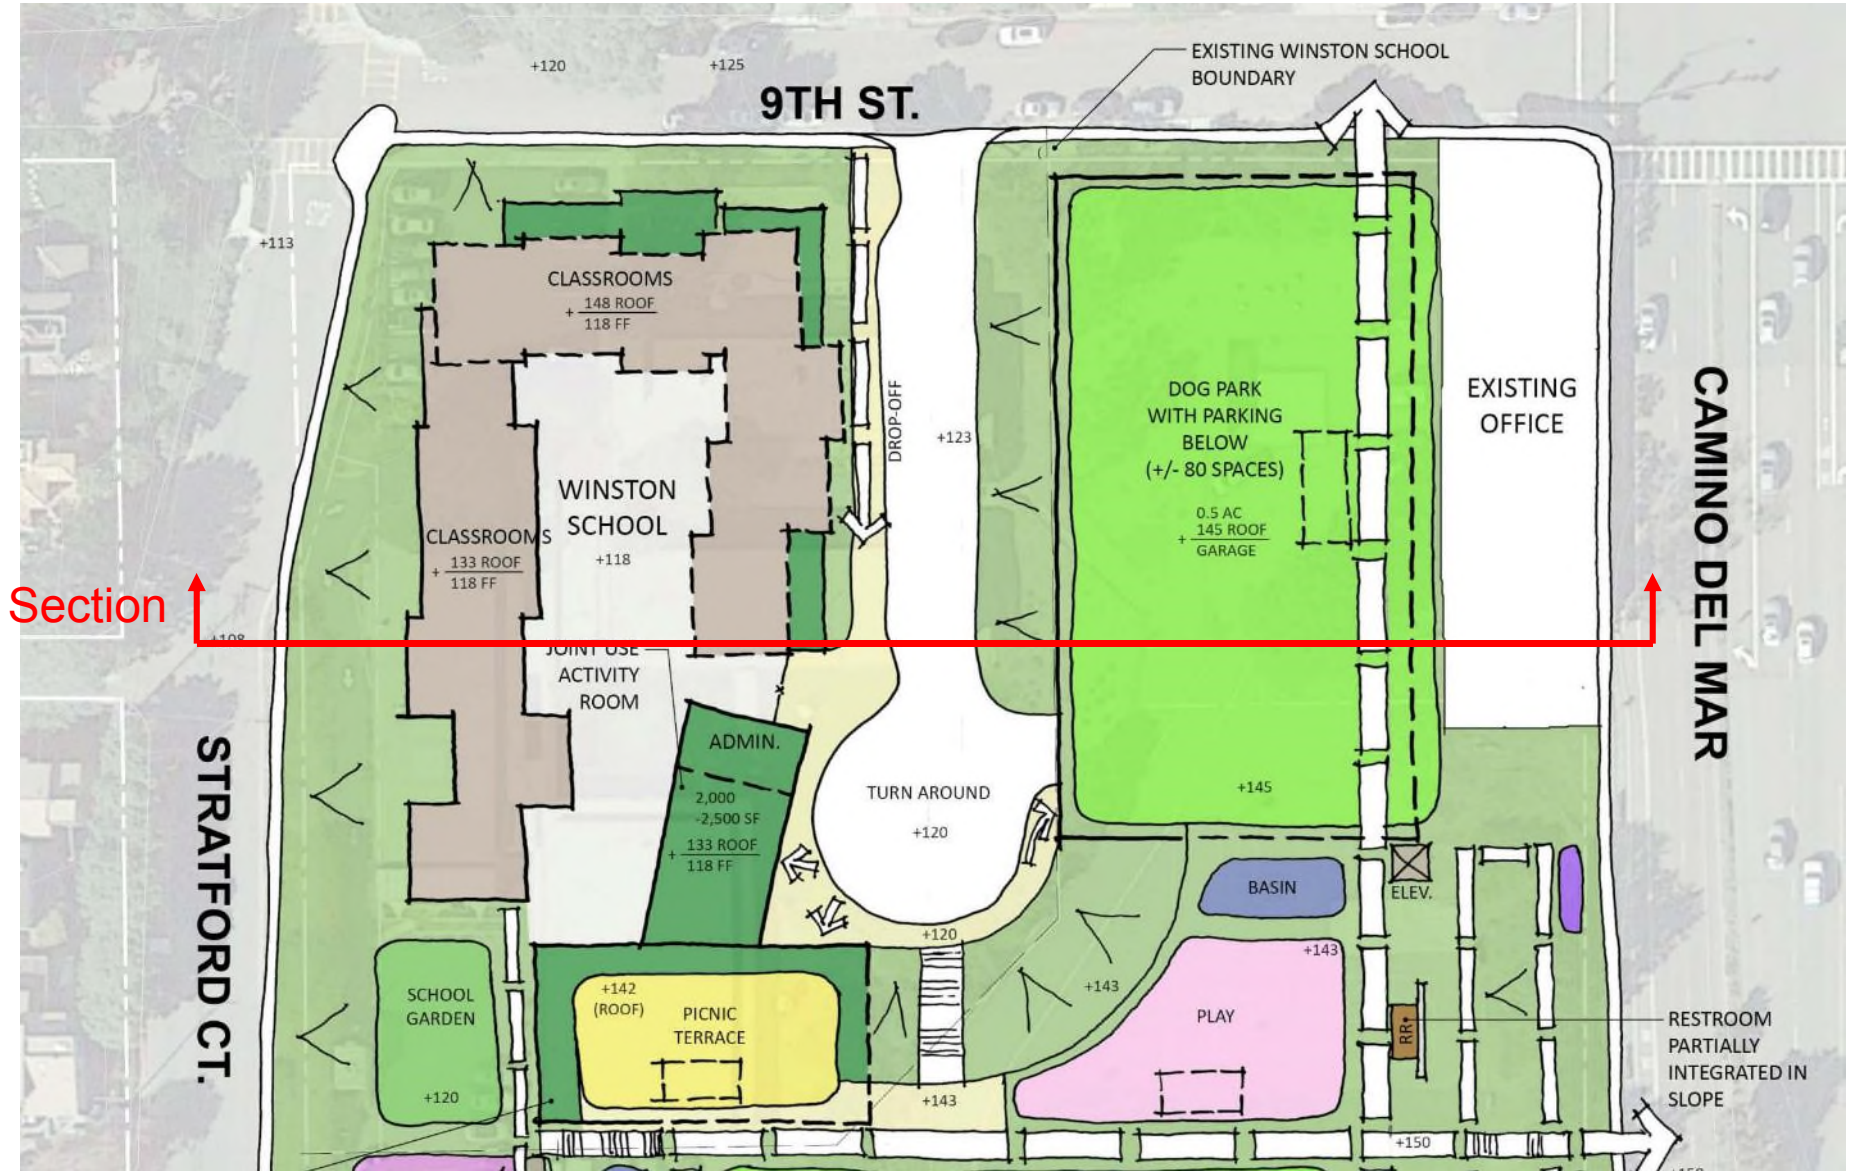 +120
+125
9TH ST.
EXISTING WINSTON SCHOOL
BOUNDARY
+113
CLASSROOMS
+ 148 ROOF
118 FF
DROP-OFF
+123
DOG PARK
WITH PARKING
BELOW
(+/- 80 SPACES)
0.5 AC
+ 145 ROOF
GARAGE
EXISTING
OFFICE
CAMINO DEL MAR
WINSTON
SCHOOL
+118
CLASSROOMS
+ 133 ROOF
118 FF
Section
+108
JOINT USE
ACTIVITY
ROOM
ADMIN.
2,000
-2,500 SF
+ 133 ROOF
118 FF
STRATFORD CT.
TURN AROUND
+120
+145
BASIN
ELEV.
+120
+143
+143
SCHOOL
GARDEN
+120
+142
(ROOF)
PICNIC
TERRACE
+143
PLAY
RR
RESTROOM
PARTIALLY
INTEGRATED IN
SLOPE
+150